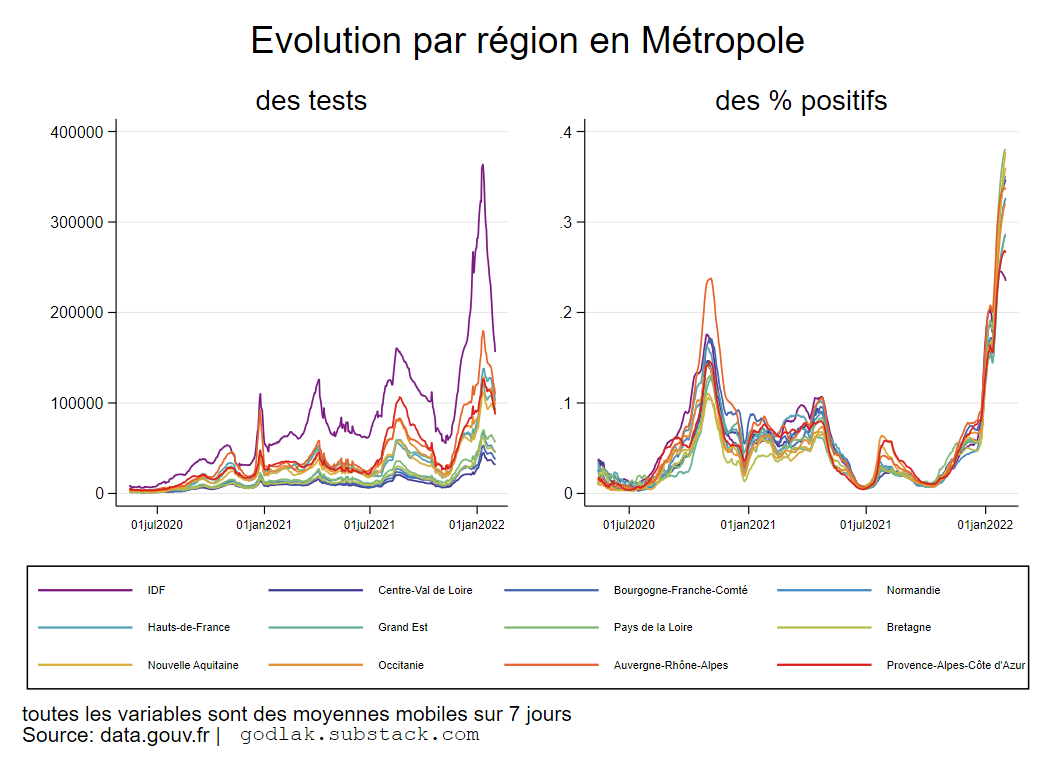 Evolution par région en Métropole
des tests
des % positifs
400000
300000
200000
100000
0
01jul2020
01jan2021
01jul2021
01jan2022
.4
.3
.2
.1
0
01jul2020
01jan2021
01jul2021
01jan2022
IDF
Centre-Val de Loire
Bourgogne-Franche-Comté
Normandie
Hauts-de-France
Grand Est
Pays de la Loire
Bretagne
Nouvelle Aquitaine
Occitanie
Auvergne-Rhône-Alpes
Provence-Alpes-Côte d'Azur
toutes les variables sont des moyennes mobiles sur 7 jours
Source: data.gouv.fr | godlak.substack.com